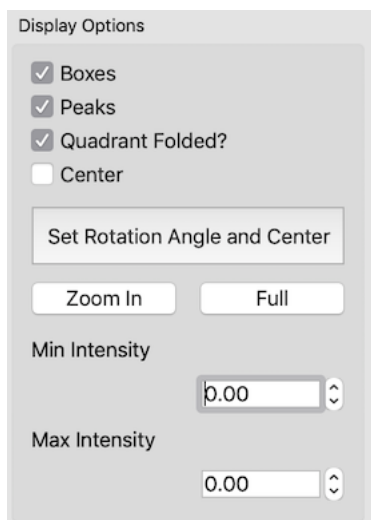 Display Options
Boxes
Peaks
Quadrant Folded?
Center
Set Rotation Angle and Center
Zoom In Full
Min Intensity
0.00
Max Intensity
0.00